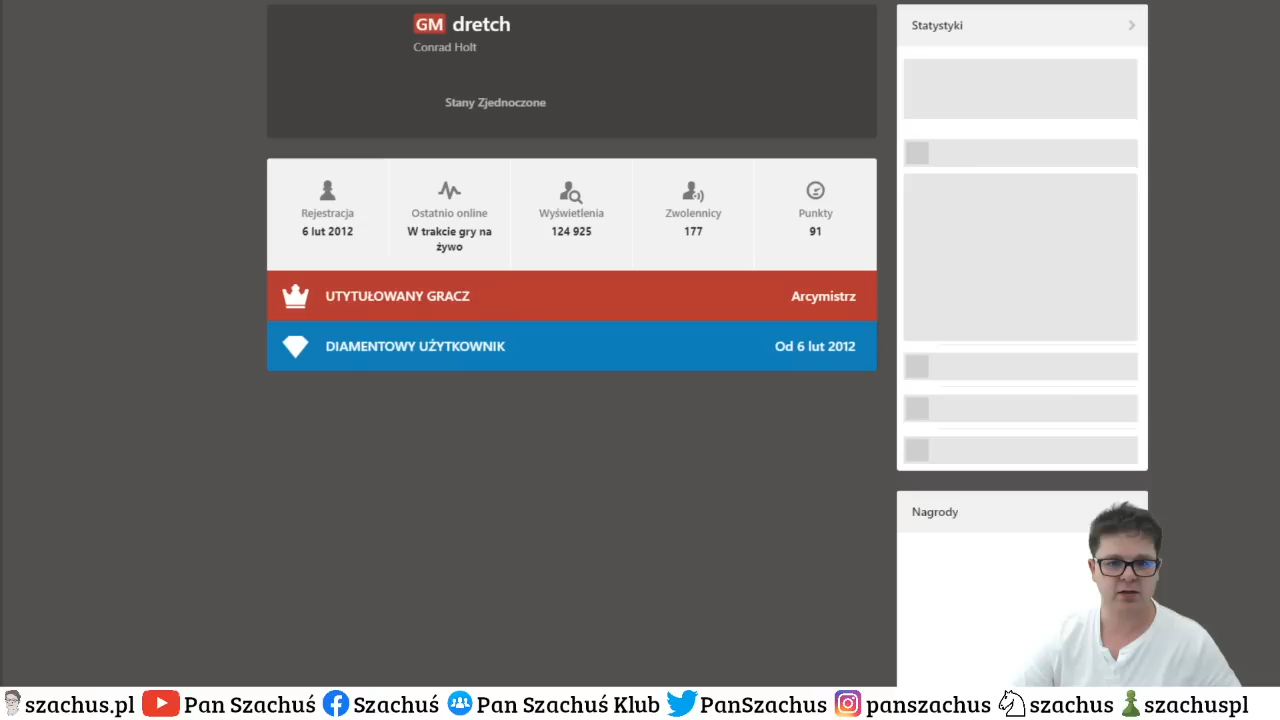 GM dretch
Conrad Holt
Stany Zjednoczone
Rejestracja
6 lut 2012
Ostatnio online
W trakcie gry na
żywo
Wyświetlenia
124 925
Zwolennicy
177
Punkty
91
UTYTUŁOWANY GRACZ Arcymistrz
DIAMENTOWY UŻYTKOWNIK Od 6 lut 2012
Statystyki
Nagrody
szachus.pl Pan Szachuś Szachuś Pan Szachuś Klub PanSzachus panszachus szachus szachuspl